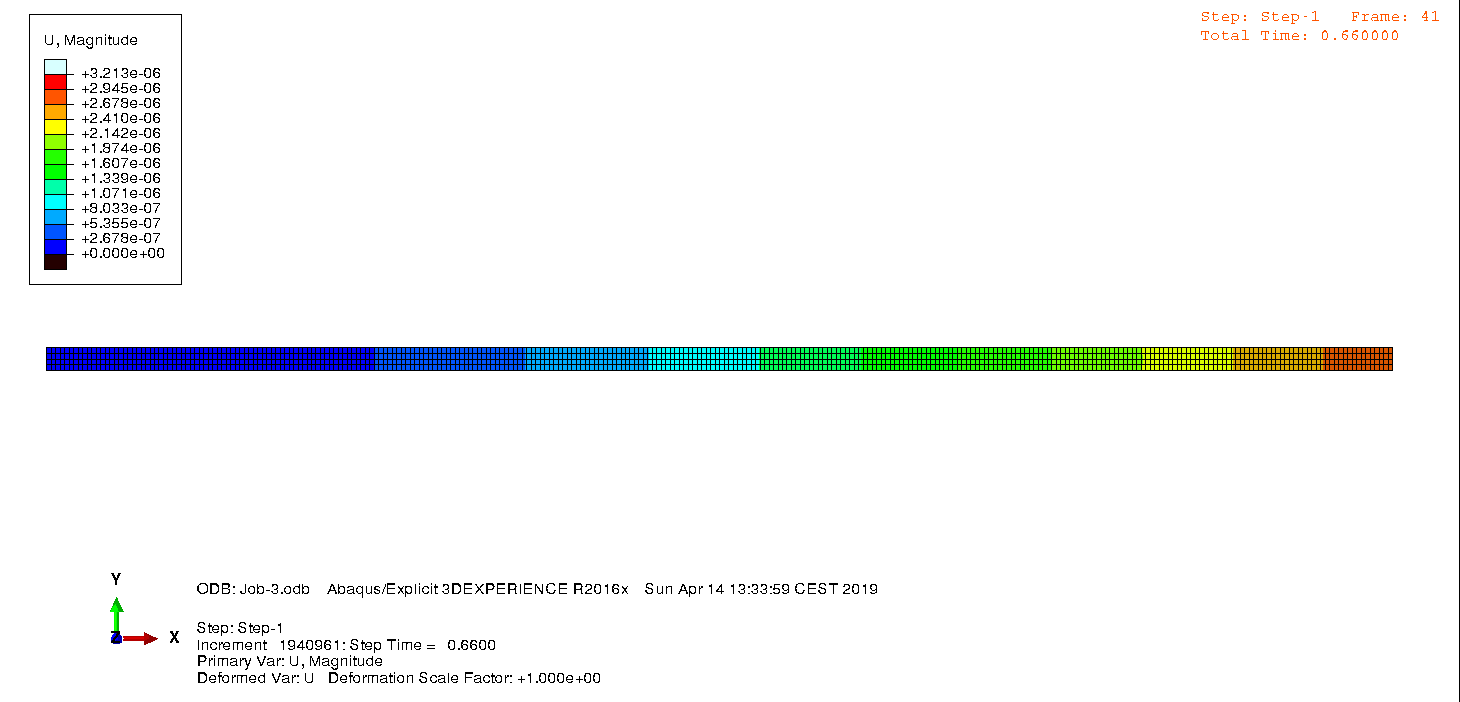 Step: Step-1 Frame: 41
Total Time: 0.660000
U, Magnitude
+3.213e-06
+2.945e-06
+2.678e-06
+2.410e-06
+2.142e-06
+1.874e-06
+1.607e-06
+1.339e-06
+1.071e-06
+8.033e-07
+5.355e-07
+2.678e-07
+0.000e+00
Y
X
Z
ODB: Job-3.odb Abaqus/Explicit 3DEXPERIENCE R2016x Sun Apr 14 13:33:59 CEST 2019
Step: Step-1
Increment 1940961: Step Time = 0.6600
Primary Var: U, Magnitude
Deformed Var: U Deformation Scale Factor: +1.000e+00